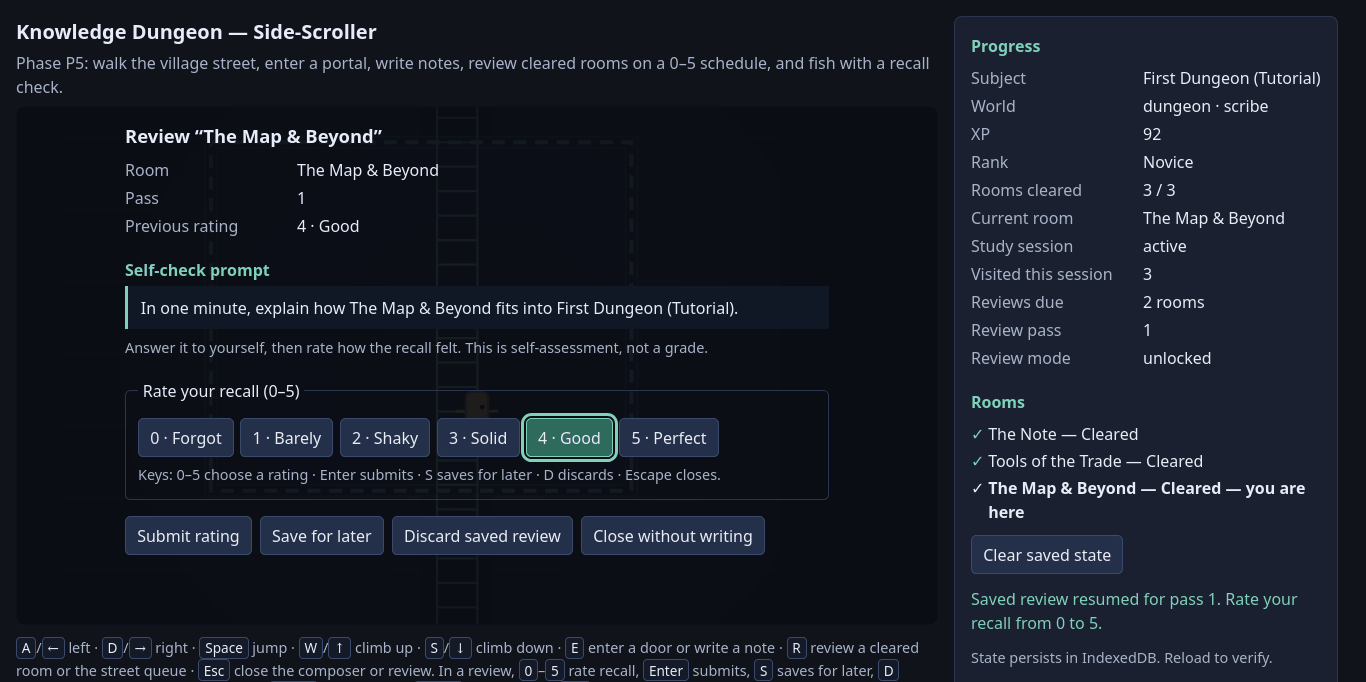 Knowledge Dungeon — Side-Scroller
Phase P5: walk the village street, enter a portal, write notes, review cleared rooms on a 0–5 schedule, and fish with a recall
check.
Review “The Map & Beyond”
Room The Map & Beyond
Pass 1
Previous rating 4 · Good
Self-check prompt
In one minute, explain how The Map & Beyond fits into First Dungeon (Tutorial).
Answer it to yourself, then rate how the recall felt. This is self-assessment, not a grade.
Rate your recall (0–5)
0 · Forgot 1 · Barely 2 · Shaky 3 · Solid 4 · Good 5 · Perfect
Keys: 0–5 choose a rating · Enter submits · S saves for later · D discards · Escape closes.
Submit rating Save for later Discard saved review Close without writing
A/← left · D/→ right · Space jump · W/↑ climb up · S/↓ climb down · E enter a door or write a note · R review a cleared
room or the street queue · Esc close the composer or review. In a review, 0–5 rate recall, Enter submits, S saves for later, D
Progress
Subject First Dungeon (Tutorial)
World dungeon · scribe
XP 92
Rank Novice
Rooms cleared 3 / 3
Current room The Map & Beyond
Study session active
Visited this session 3
Reviews due 2 rooms
Review pass 1
Review mode unlocked
Rooms
✓ The Note — Cleared
✓ Tools of the Trade — Cleared
✓ The Map & Beyond — Cleared — you are
here
Clear saved state
Saved review resumed for pass 1. Rate your
recall from 0 to 5.
State persists in IndexedDB. Reload to verify.